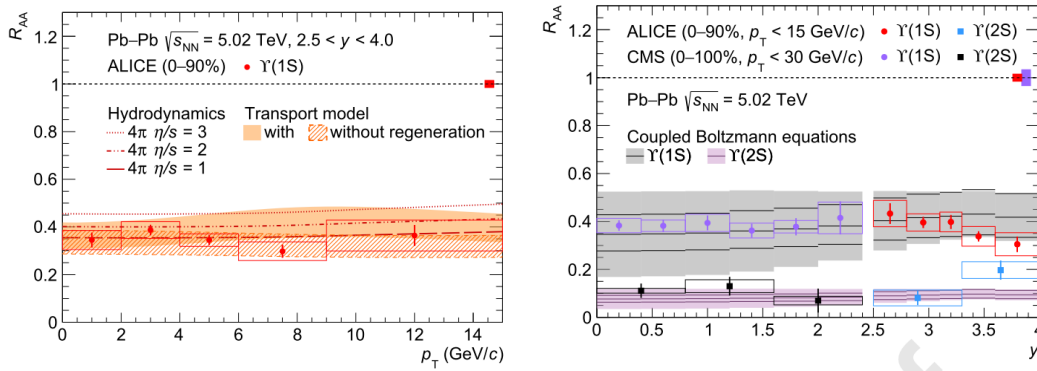 R_AA
1.2
1
0.8
0.6
0.4
0.2
0
Pb–Pb √s_NN = 5.02 TeV, 2.5 < y < 4.0
ALICE (0–90%) ϒ(1S)
Hydrodynamics Transport model
4π η/s = 3 with without regeneration
4π η/s = 2
4π η/s = 1
0 2 4 6 8 10 12 14
p_T (GeV/c)
R_AA
1.2
1
0.8
0.6
0.4
0.2
0
ALICE (0–90%, p_T < 15 GeV/c) ϒ(1S) ϒ(2S)
CMS (0–100%, p_T < 30 GeV/c) ϒ(1S) ϒ(2S)
Pb–Pb √s_NN = 5.02 TeV
Coupled Boltzmann equations
ϒ(1S) ϒ(2S)
0 0.5 1 1.5 2 2.5 3 3.5 4
y